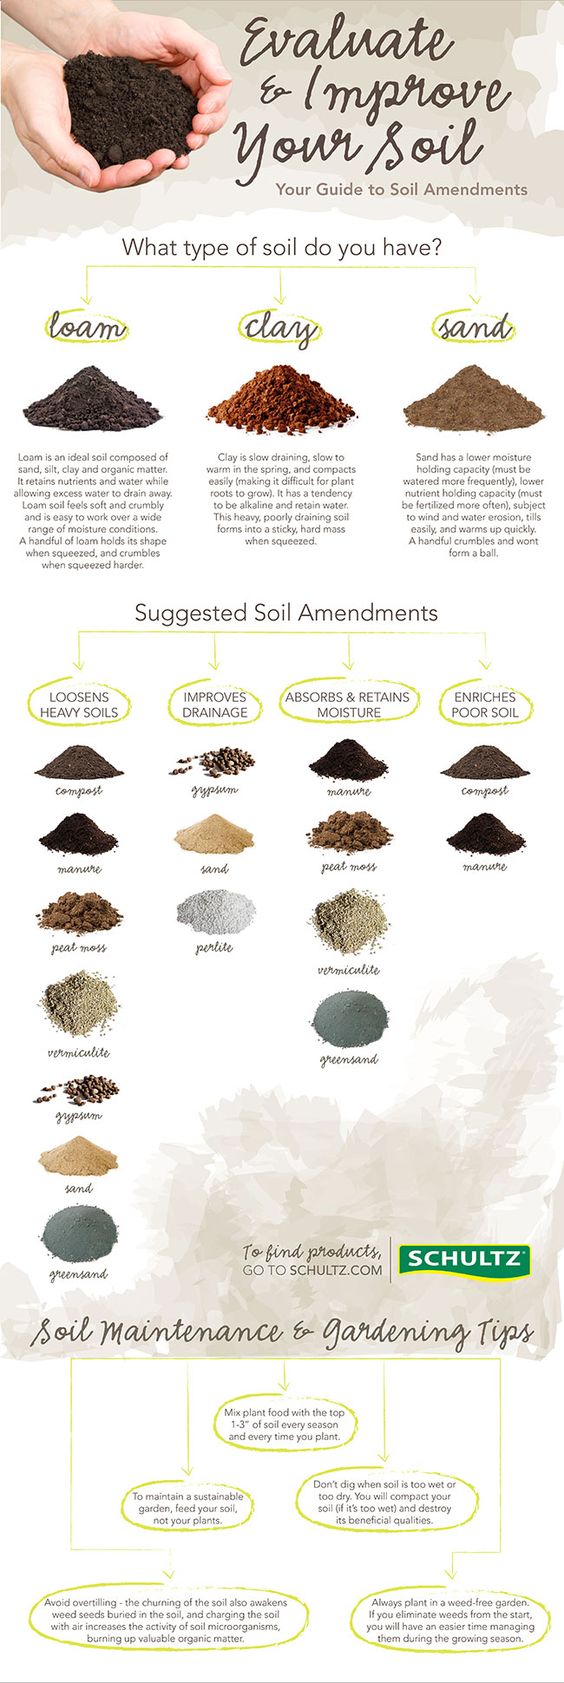 Evaluate
& Improve
Your Soil
Your Guide to Soil Amendments
What type of soil do you have?
loam
clay
sand
Loam is an ideal soil composed of
sand, silt, clay and organic matter.
It retains nutrients and water while
allowing excess water to drain away.
Loam soil feels soft and crumbly
and is easy to work over a wide
range of moisture conditions.
A handful of loam holds its shape
when squeezed, and crumbles
when squeezed harder.
Clay is slow draining, slow to
warm in the spring, and compacts
easily (making it difficult for plant
roots to grow). It has a tendency
to be alkaline and retain water.
This heavy, poorly draining soil
forms into a sticky, hard mass
when squeezed.
Sand has a lower moisture
holding capacity (must be
watered more frequently), lower
nutrient holding capacity (must
be fertilized more often), subject
to wind and water erosion, tills
easily, and warms up quickly.
A handful crumbles and wont
form a ball.
Suggested Soil Amendments
LOOSENS
HEAVY SOILS
compost
manure
peat moss
vermiculite
gypsum
sand
greensand
IMPROVES
DRAINAGE
gypsum
sand
perlite
ABSORBS & RETAINS
MOISTURE
manure
peat moss
vermiculite
greensand
ENRICHES
POOR SOIL
compost
manure
To find products,
GO TO SCHULTZ.COM
SCHULTZ®
Soil Maintenance & Gardening Tips
Mix plant food with the top
1-3" of soil every season
and every time you plant.
To maintain a sustainable
garden, feed your soil,
not your plants.
Don't dig when soil is too wet or
too dry. You will compact your
soil (if it's too wet) and destroy
its beneficial qualities.
Avoid overtilling - the churning of the soil also awakens
weed seeds buried in the soil, and charging the soil
with air increases the activity of soil microorganisms,
burning up valuable organic matter.
Always plant in a weed-free garden.
If you eliminate weeds from the start,
you will have an easier time managing
them during the growing season.